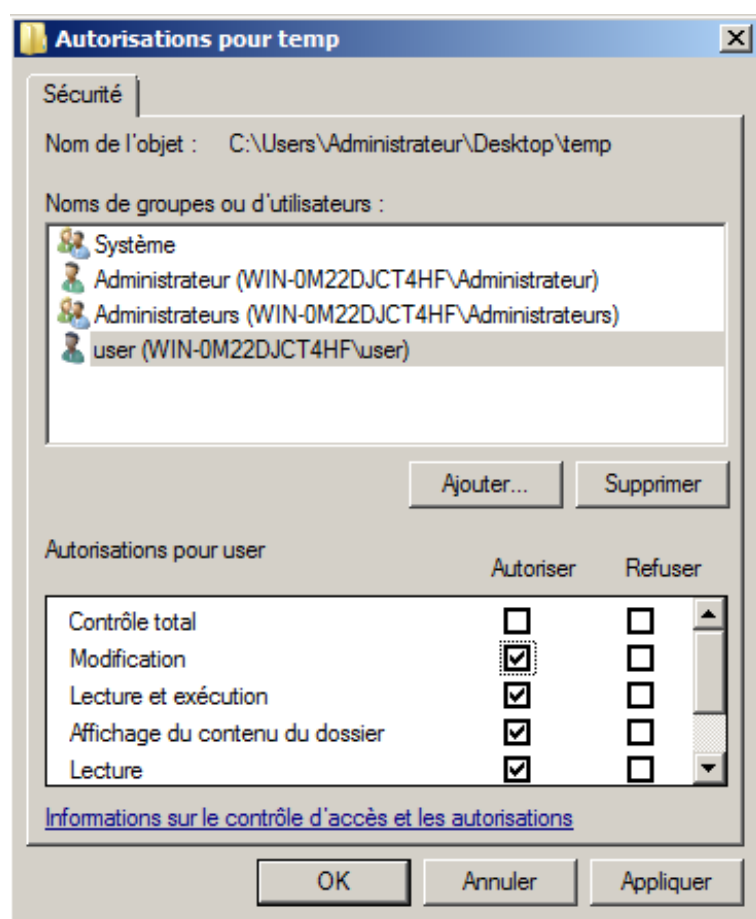 Autorisations pour temp
Sécurité
Nom de l'objet : C:\Users\Administrateur\Desktop\temp
Noms de groupes ou d'utilisateurs :
Système
Administrateur (WIN-0M22DJCT4HF\Administrateur)
Administrateurs (WIN-0M22DJCT4HF\Administrateurs)
user (WIN-0M22DJCT4HF\user)
Ajouter... Supprimer
Autorisations pour user Autoriser Refuser
Contrôle total
Modification
Lecture et exécution
Affichage du contenu du dossier
Lecture
Informations sur le contrôle d'accès et les autorisations
OK Annuler Appliquer